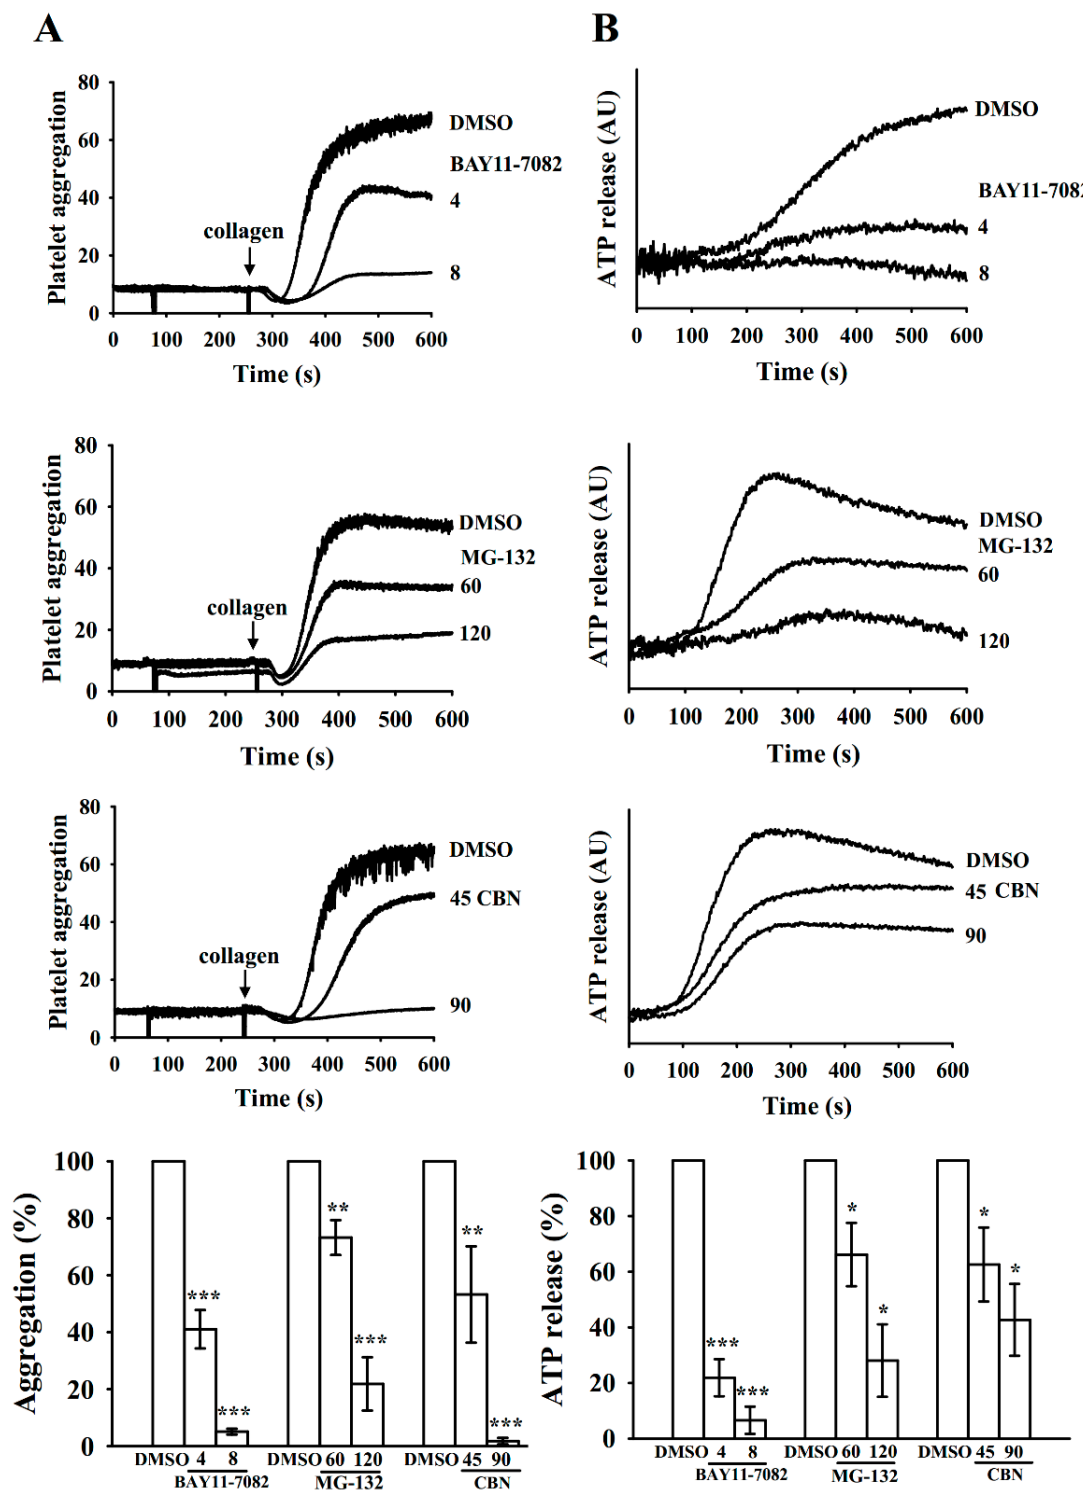 A
B
Platelet aggregation
80
60
40
20
0
DMSO
BAY11-7082
4
8
collagen
0 100 200 300 400 500 600
Time (s)
ATP release (AU)
DMSO
BAY11-7082
4
8
0 100 200 300 400 500 600
Time (s)
Platelet aggregation
80
60
40
20
0
DMSO
MG-132
60
120
collagen
0 100 200 300 400 500 600
Time (s)
ATP release (AU)
DMSO
MG-132
60
120
0 100 200 300 400 500 600
Time (s)
Platelet aggregation
80
60
40
20
0
DMSO
45 CBN
90
collagen
0 100 200 300 400 500 600
Time (s)
ATP release (AU)
DMSO
45 CBN
90
0 100 200 300 400 500 600
Time (s)
Aggregation (%)
100
80
60
40
20
0
***
***
**
***
**
***
DMSO 4 8 DMSO 60 120 DMSO 45 90
BAY11-7082 MG-132 CBN
ATP release (%)
100
80
60
40
20
0
***
***
*
*
*
*
DMSO 4 8 DMSO 60 120 DMSO 45 90
BAY11-7082 MG-132 CBN